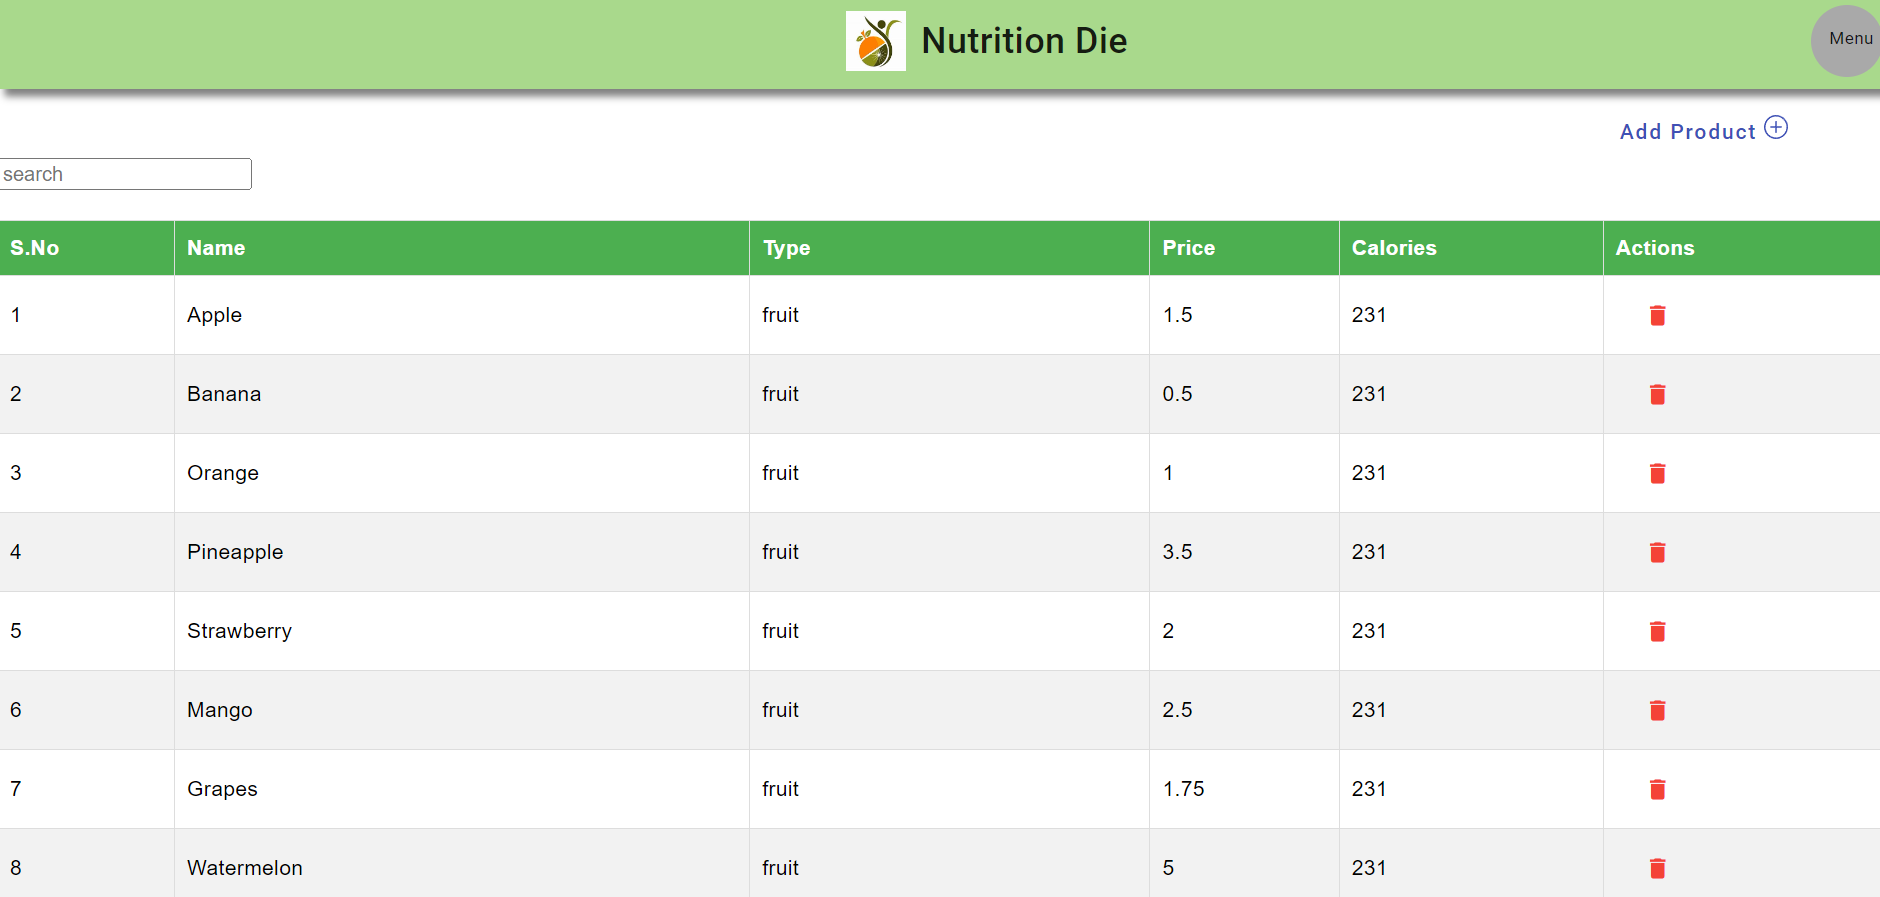 Nutrition Die
Menu
Add Product
search
S.No Name Type Price Calories Actions
1 Apple fruit 1.5 231
2 Banana fruit 0.5 231
3 Orange fruit 1 231
4 Pineapple fruit 3.5 231
5 Strawberry fruit 2 231
6 Mango fruit 2.5 231
7 Grapes fruit 1.75 231
8 Watermelon fruit 5 231